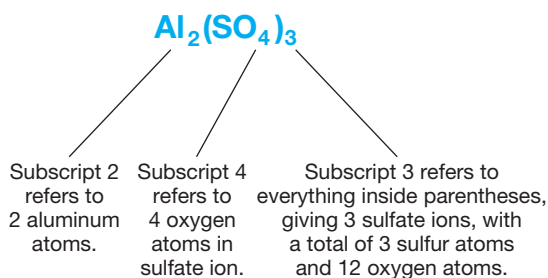 Al₂(SO₄)₃
Subscript 2
refers to
2 aluminum
atoms.
Subscript 4
refers to
4 oxygen
atoms in
sulfate ion.
Subscript 3 refers to
everything inside parentheses,
giving 3 sulfate ions, with
a total of 3 sulfur atoms
and 12 oxygen atoms.